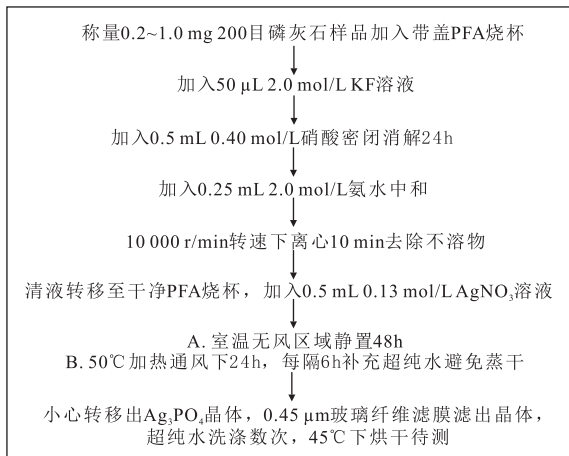 称量0.2~1.0 mg 200目磷灰石样品加入带盖PFA烧杯
加入50 μL 2.0 mol/L KF溶液
加入0.5 mL 0.40 mol/L硝酸密闭消解24h
加入0.25 mL 2.0 mol/L氨水中和
10 000 r/min转速下离心10 min去除不溶物
清液转移至干净PFA烧杯，加入0.5 mL 0.13 mol/L AgNO₃溶液
A. 室温无风区域静置48h
B. 50℃加热通风下24h，每隔6h补充超纯水避免蒸干
小心转移出Ag₃PO₄晶体，0.45 μm玻璃纤维滤膜滤出晶体，
超纯水洗涤数次，45℃下烘干待测